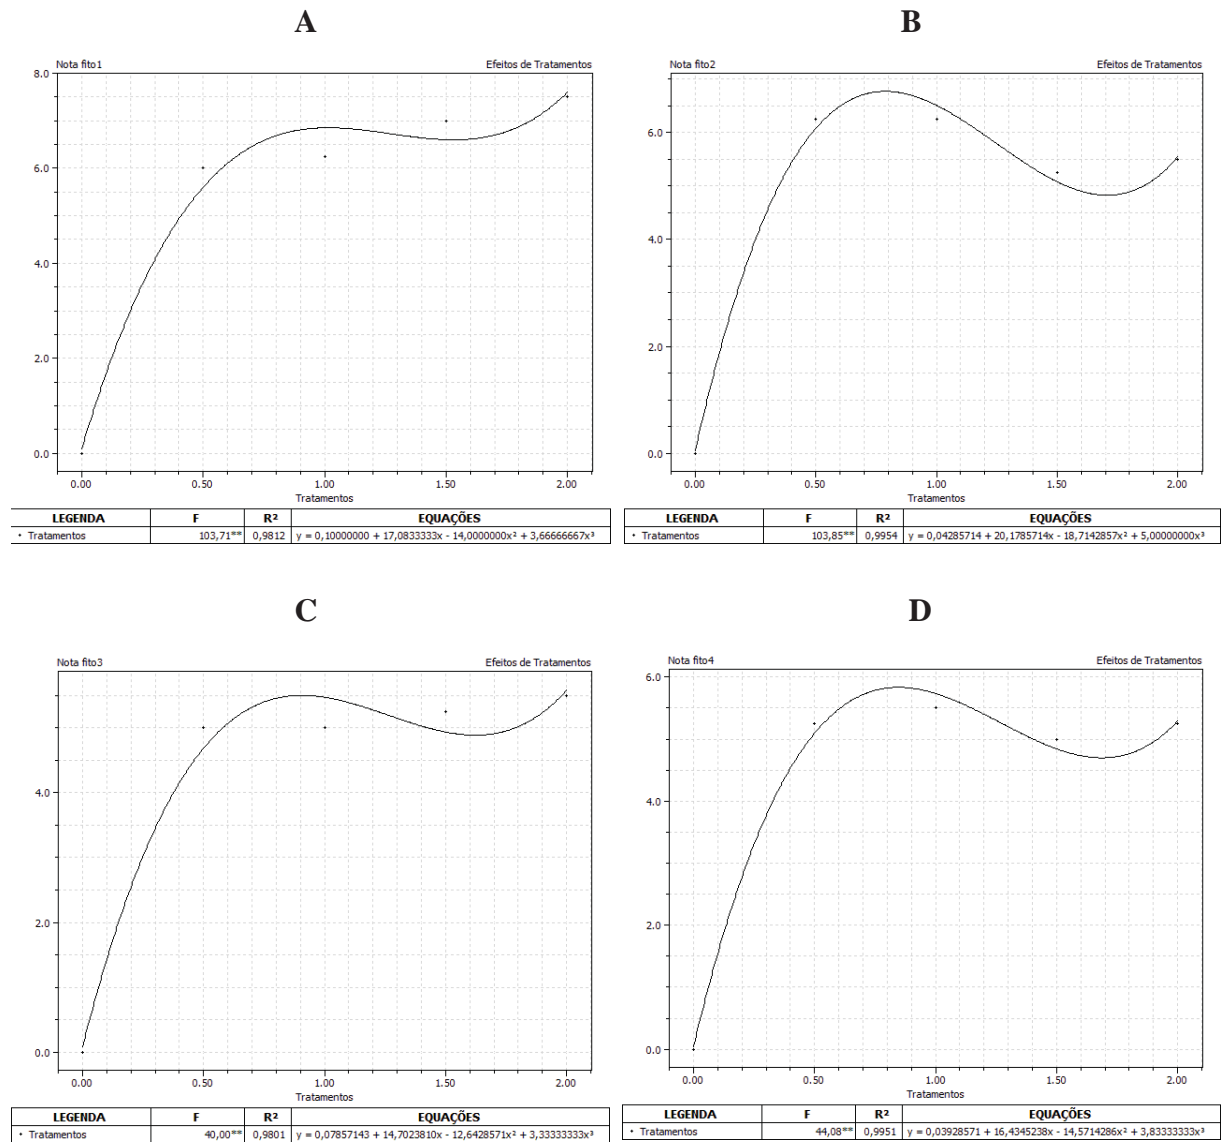 A
B
Nota fito1 Efeitos de Tratamentos
8.0
6.0
4.0
2.0
0.0
0.00 0.50 1.00 1.50 2.00
Tratamentos
LEGENDA F R² EQUAÇÕES
• Tratamentos 103,71** 0,9812 y = 0,10000000 + 17,0833333x - 14,0000000x² + 3,66666667x³
Nota fito2 Efeitos de Tratamentos
6.0
4.0
2.0
0.0
0.00 0.50 1.00 1.50 2.00
Tratamentos
LEGENDA F R² EQUAÇÕES
• Tratamentos 103,85** 0,9954 y = 0,04285714 + 20,1785714x - 18,7142857x² + 5,00000000x³
C
D
Nota fito3 Efeitos de Tratamentos
4.0
2.0
0.0
0.00 0.50 1.00 1.50 2.00
Tratamentos
LEGENDA F R² EQUAÇÕES
• Tratamentos 40,00** 0,9801 y = 0,07857143 + 14,7023810x - 12,6428571x² + 3,33333333x³
Nota fito4 Efeitos de Tratamentos
6.0
4.0
2.0
0.0
0.00 0.50 1.00 1.50 2.00
Tratamentos
LEGENDA F R² EQUAÇÕES
• Tratamentos 44,08** 0,9951 y = 0,03928571 + 16,4345238x - 14,5714286x² + 3,83333333x³